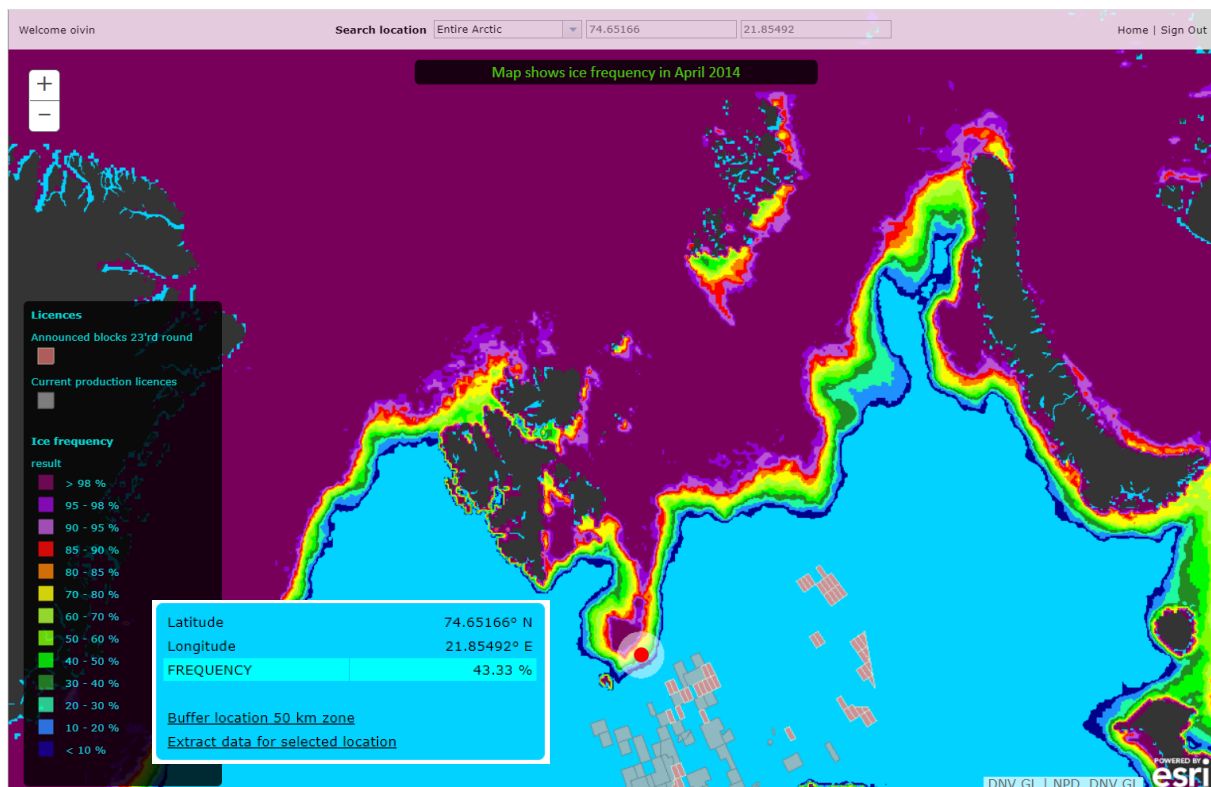 Welcome oivin
Search location Entire Arctic 74.65166 21.85492
Home | Sign Out
Map shows ice frequency in April 2014
+
−
Licences
Announced blocks 23'rd round
Current production licences
Ice frequency
result
> 98 %
95 - 98 %
90 - 95 %
85 - 90 %
80 - 85 %
70 - 80 %
60 - 70 %
50 - 60 %
40 - 50 %
30 - 40 %
20 - 30 %
10 - 20 %
< 10 %
Latitude 74.65166° N
Longitude 21.85492° E
FREQUENCY 43.33 %
Buffer location 50 km zone
Extract data for selected location
POWERED BY
esri
DNV GL | NPD, DNV GL